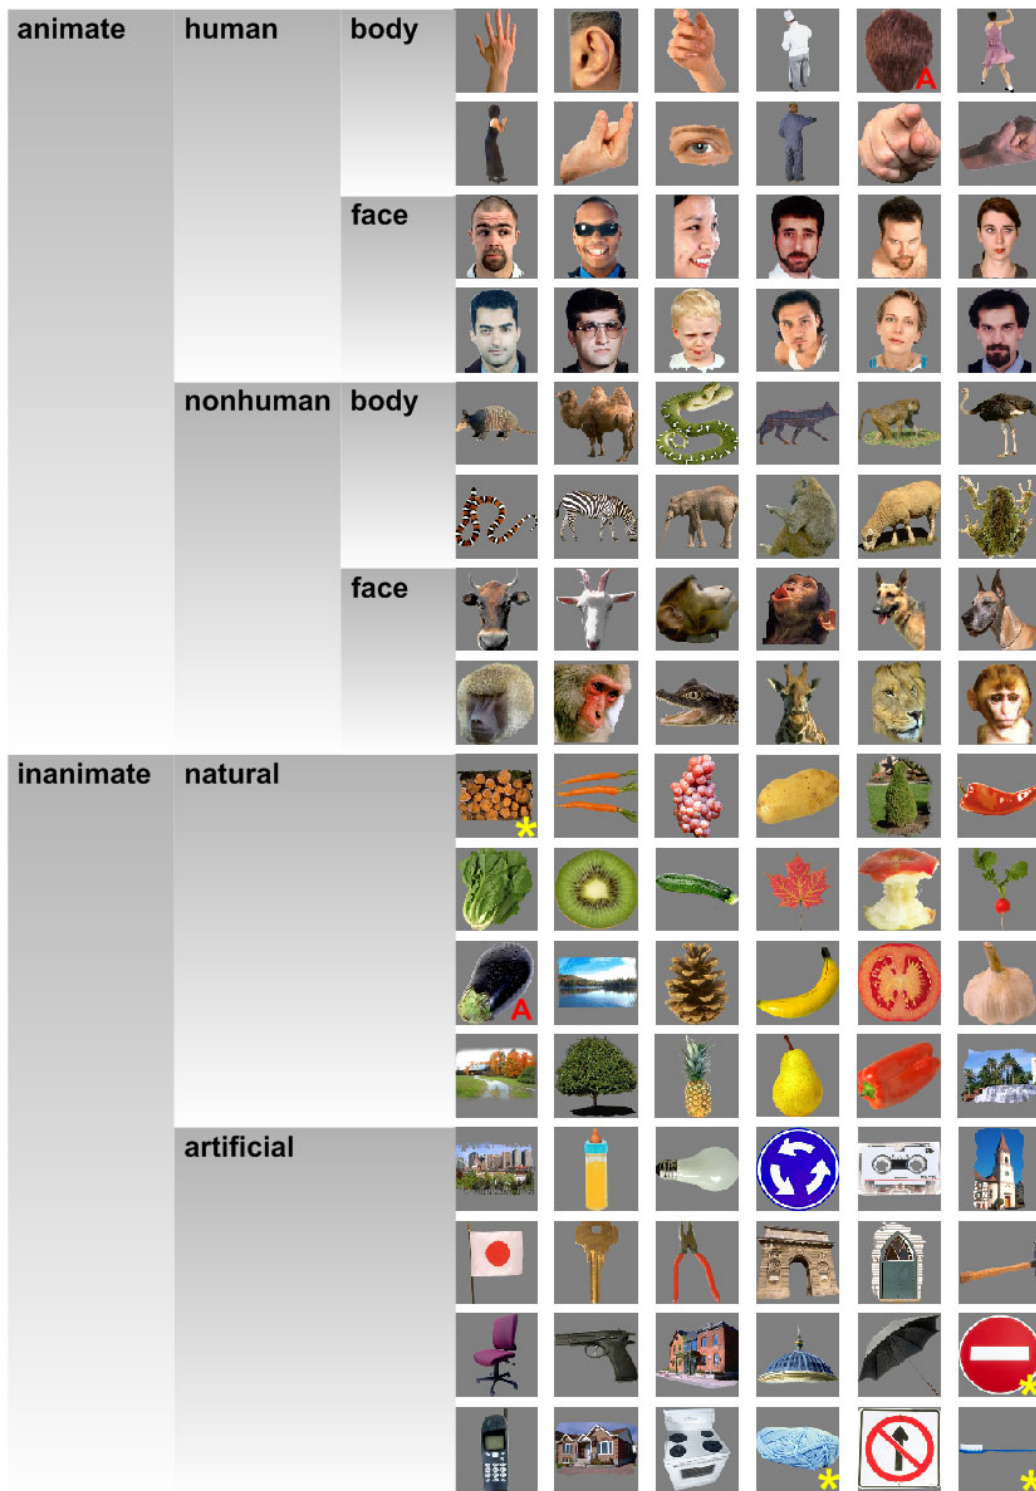 animate human body
A
face
nonhuman body
face
inanimate natural
*
A
artificial
*
* *